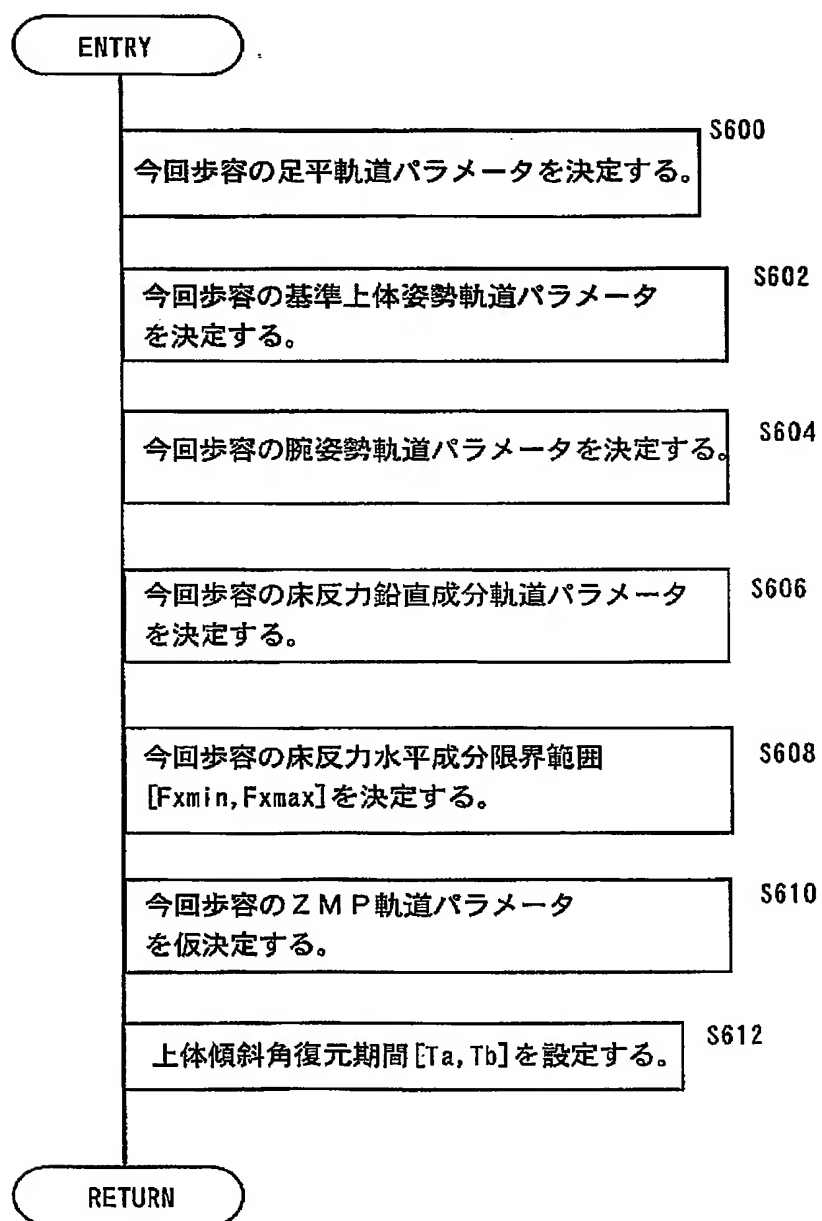 ENTRY
S600
今回歩容の足平軌道パラメータを決定する。
S602
今回歩容の基準上体姿勢軌道パラメータ
を決定する。
S604
今回歩容の腕姿勢軌道パラメータを決定する。
S606
今回歩容の床反力鉛直成分軌道パラメータ
を決定する。
S608
今回歩容の床反力水平成分限界範囲
[Fxmin,Fxmax]を決定する。
S610
今回歩容のＺＭＰ軌道パラメータ
を仮決定する。
S612
上体傾斜角復元期間[Ta,Tb]を設定する。
RETURN